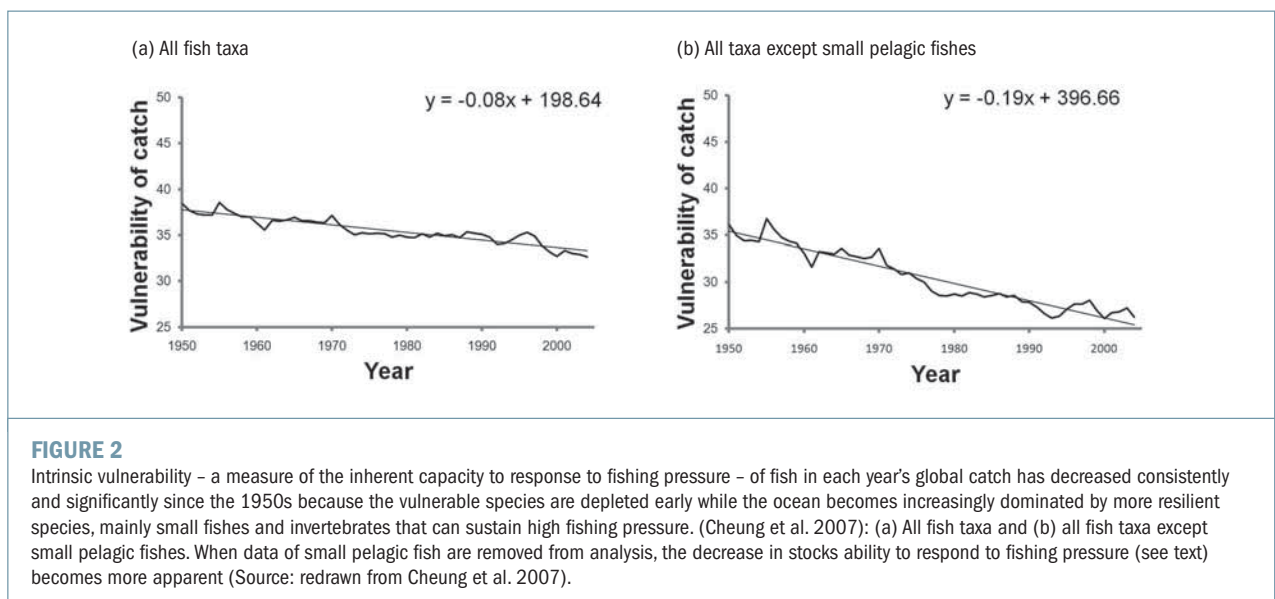 (a) All fish taxa
y = -0.08x + 198.64
Vulnerability of catch
50
45
40
35
30
25
1950 1960 1970 1980 1990 2000
Year
(b) All taxa except small pelagic fishes
y = -0.19x + 396.66
Vulnerability of catch
50
45
40
35
30
25
1950 1960 1970 1980 1990 2000
Year
FIGURE 2
Intrinsic vulnerability – a measure of the inherent capacity to response to fishing pressure – of fish in each year's global catch has decreased consistently
and significantly since the 1950s because the vulnerable species are depleted early while the ocean becomes increasingly dominated by more resilient
species, mainly small fishes and invertebrates that can sustain high fishing pressure. (Cheung et al. 2007): (a) All fish taxa and (b) all fish taxa except
small pelagic fishes. When data of small pelagic fish are removed from analysis, the decrease in stocks ability to respond to fishing pressure (see text)
becomes more apparent (Source: redrawn from Cheung et al. 2007).